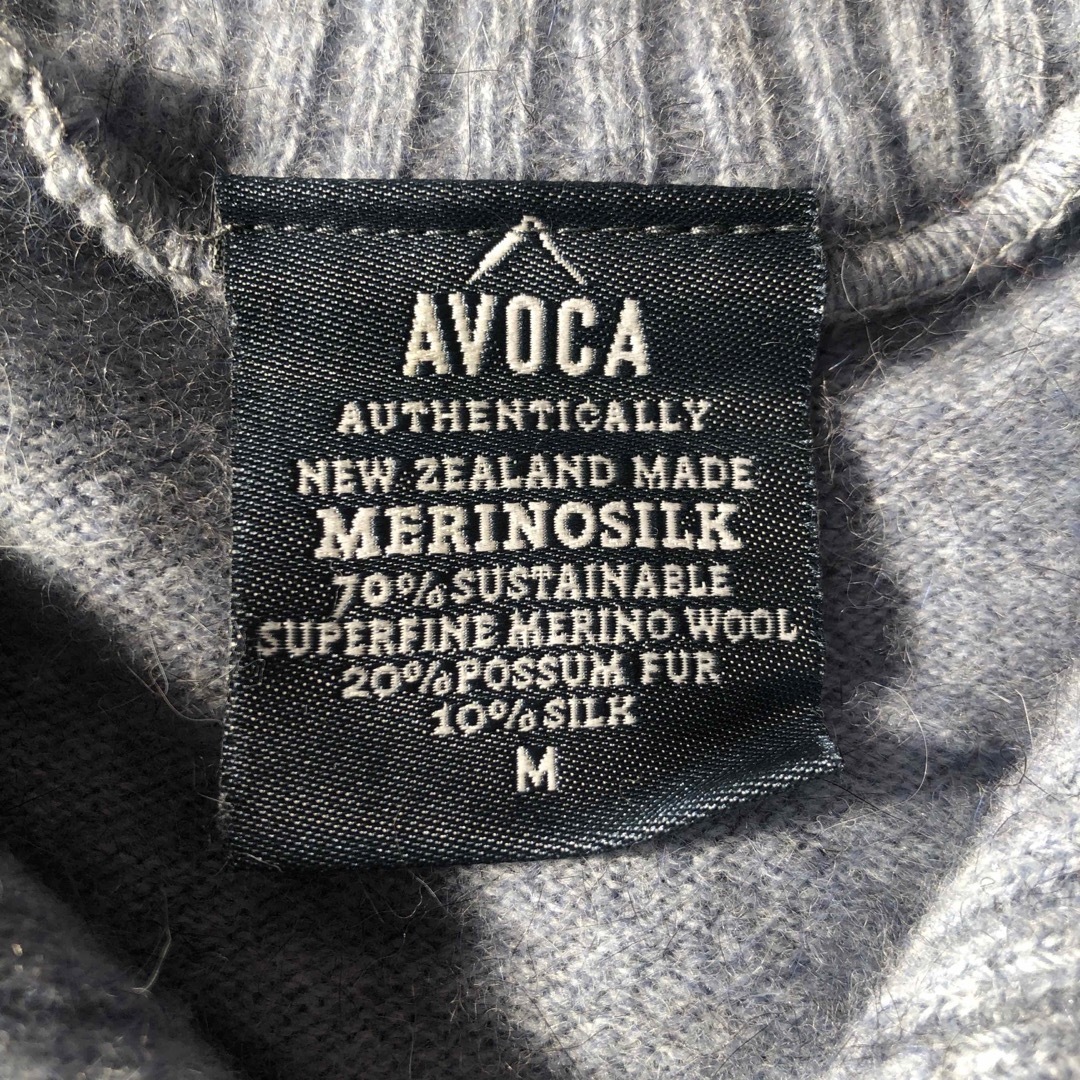 AVOCA
AUTHENTICALLY
NEW ZEALAND MADE
MERINOSILK
70% SUSTAINABLE
SUPERFINE MERINO WOOL
20% POSSUM FUR
10% SILK
M